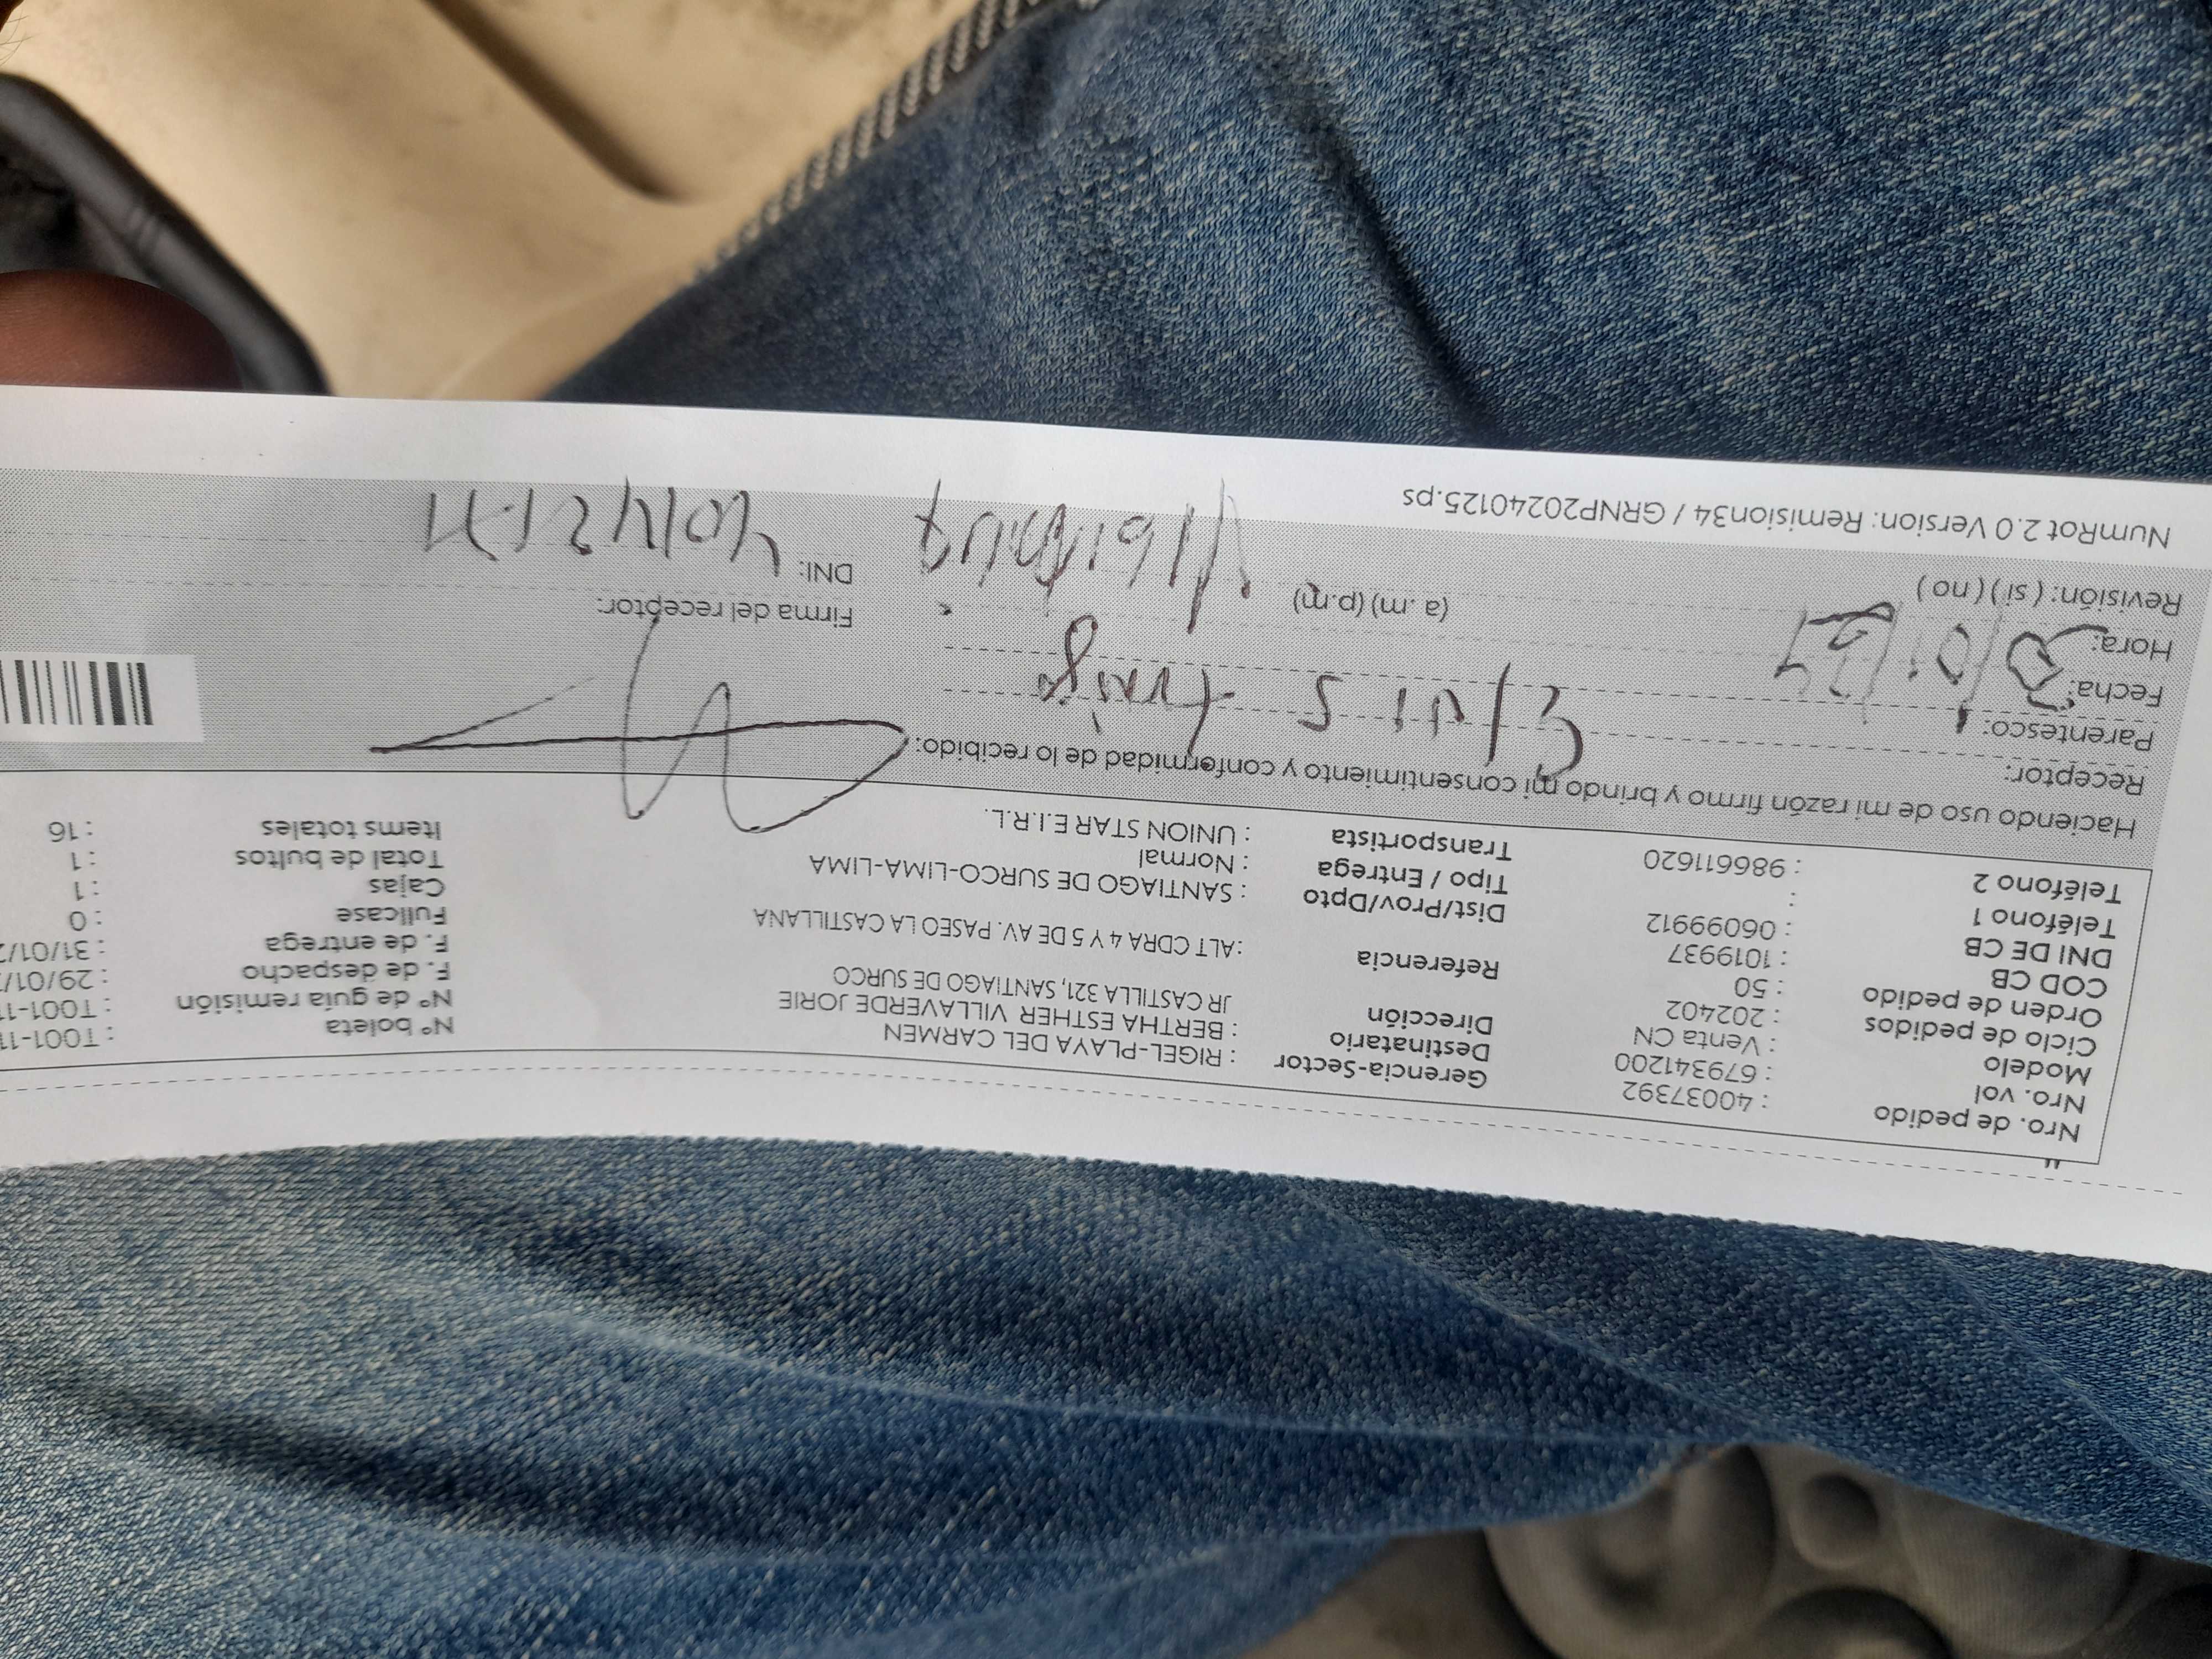 Nro. de pedido : 40037392 Gerencia-Sector : RIGEL-PLAYA DEL CARMEN Nº boleta : T001-11
Nro. vol : 679341200 Destinatario : BERTHA ESTHER VILLAVERDE JORIE Nº de guía remisión : T001-11
Modelo : Venta CN Dirección JR CASTILLA 321, SANTIAGO DE SURCO F. de despacho : 29/01/2
Ciclo de pedidos : 202402 F. de entrega : 31/01/2
Orden de pedido : 50 Referencia : ALT CDRA 4 Y 5 DE AV. PASEO LA CASTILLANA Fullcase : 0
COD CB : 1019937 Cajas : 1
DNI DE CB : 06099912 Dist/Prov/Dpto : SANTIAGO DE SURCO-LIMA-LIMA Total de bultos : 1
Teléfono 1 : Tipo / Entrega : Normal Items totales : 16
Teléfono 2 : 986611620 Transportista : UNION STAR E.I.R.L.
Haciendo uso de mi razón firmo y brindo mi consentimiento y conformidad de lo recibido:
Receptor:
Parentesco:
Fecha:
Hora: (a. m) (p.m) Firma del receptor:
Revisión: ( si ) ( no ) DNI:
NumRot 2.0 Version: Remision34 / GRNP20240125.ps